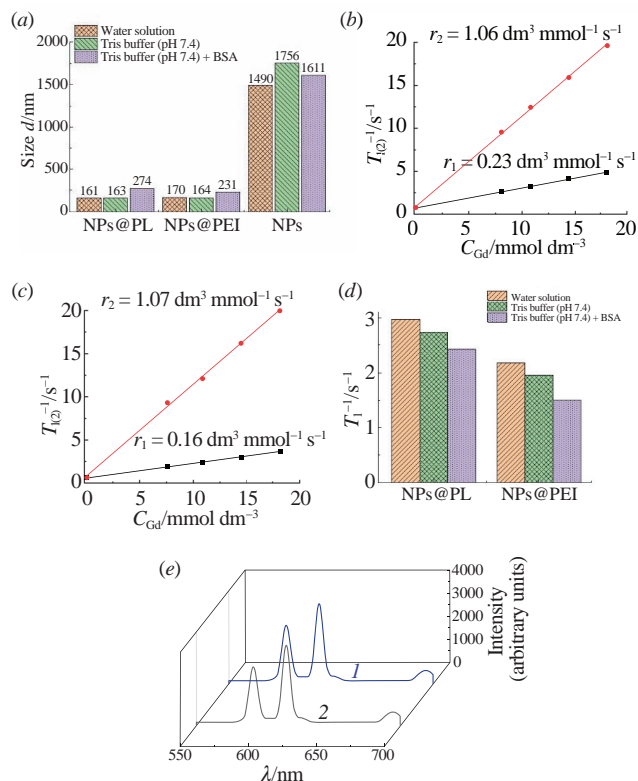 (a)
Water solution
Tris buffer (pH 7.4)
Tris buffer (pH 7.4) + BSA
2000
1500
1000
500
0
Size d/nm
161 163 274
170 164 231
1490 1756 1611
NPs@PL NPs@PEI NPs
(b)
r₂ = 1.06 dm³ mmol⁻¹ s⁻¹
r₁ = 0.23 dm³ mmol⁻¹ s⁻¹
20
15
10
5
0
T₁₍₂₎⁻¹/s⁻¹
0 5 10 15 20
C_Gd/mmol dm⁻³
(c)
r₂ = 1.07 dm³ mmol⁻¹ s⁻¹
r₁ = 0.16 dm³ mmol⁻¹ s⁻¹
20
15
10
5
0
T₁₍₂₎⁻¹/s⁻¹
0 5 10 15 20
C_Gd/mmol dm⁻³
(d)
Water solution
Tris buffer (pH 7.4)
Tris buffer (pH 7.4) + BSA
3
2
1
0
T₁⁻¹/s⁻¹
NPs@PL NPs@PEI
(e)
4000
3000
2000
1000
0
Intensity
(arbitrary units)
1
2
550 600 650 700
λ/nm